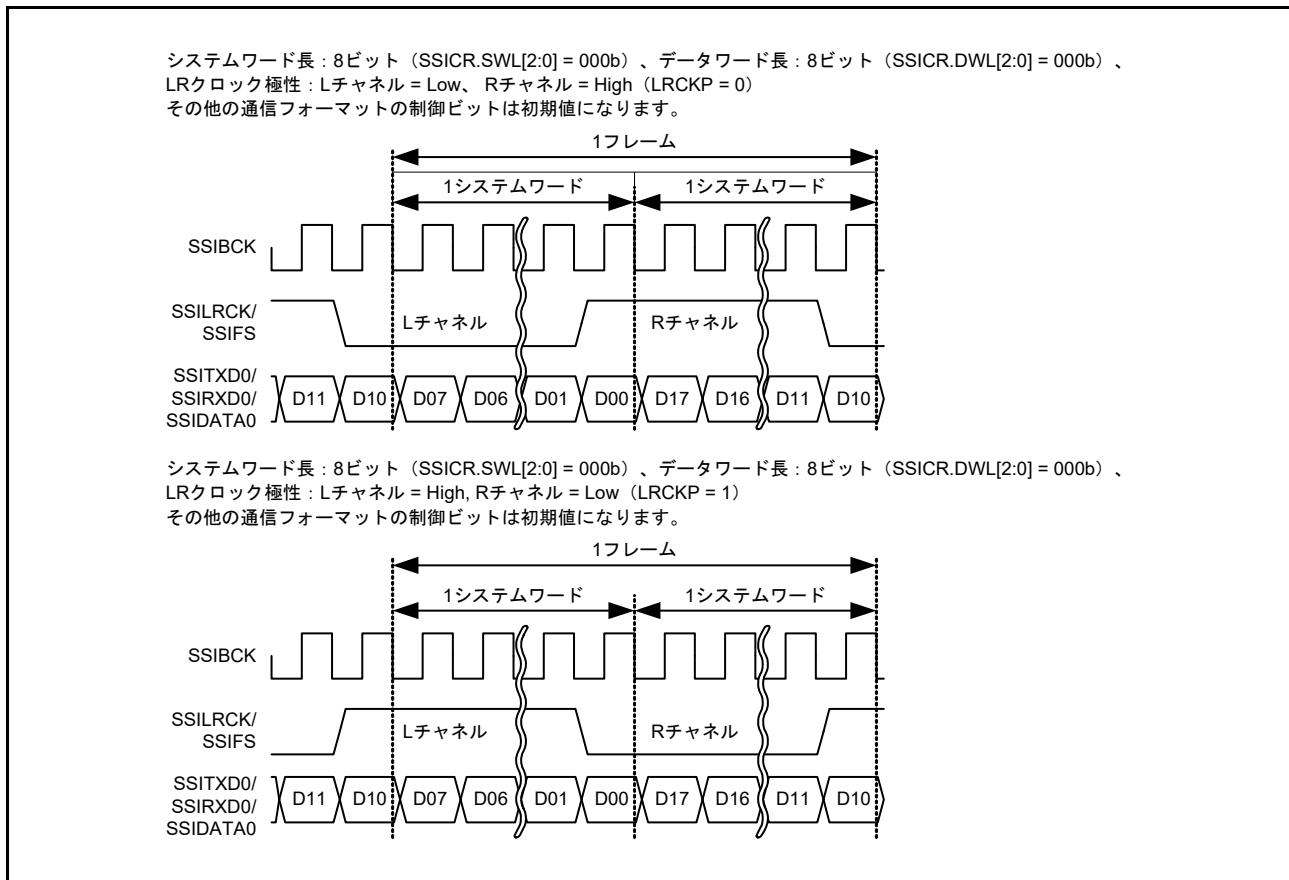 システムワード長：8ビット（SSICR.SWL[2:0] = 000b）、データワード長：8ビット（SSICR.DWL[2:0] = 000b）、
LRクロック極性：Lチャネル = Low、 Rチャネル = High（LRCKP = 0）
その他の通信フォーマットの制御ビットは初期値になります。
1フレーム
1システムワード 1システムワード
SSIBCK
SSILRCK/
SSIFS
Lチャネル Rチャネル
SSITXD0/
SSIRXD0/
SSIDATA0
D11 D10 D07 D06 D01 D00 D17 D16 D11 D10
システムワード長：8ビット（SSICR.SWL[2:0] = 000b）、データワード長：8ビット（SSICR.DWL[2:0] = 000b）、
LRクロック極性：Lチャネル = High, Rチャネル = Low（LRCKP = 1）
その他の通信フォーマットの制御ビットは初期値になります。
1フレーム
1システムワード 1システムワード
SSIBCK
SSILRCK/
SSIFS
Lチャネル Rチャネル
SSITXD0/
SSIRXD0/
SSIDATA0
D11 D10 D07 D06 D01 D00 D17 D16 D11 D10